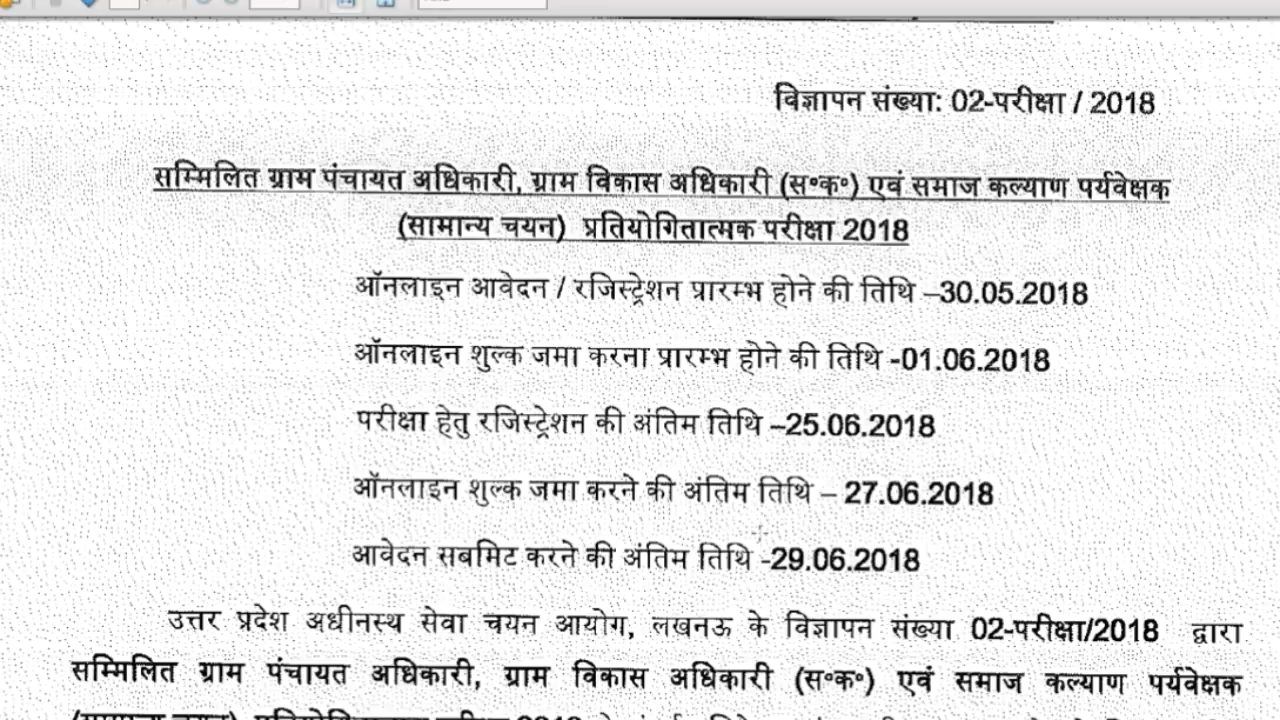 विज्ञापन संख्या: 02-परीक्षा / 2018
सम्मिलित ग्राम पंचायत अधिकारी, ग्राम विकास अधिकारी (स॰क॰) एवं समाज कल्याण पर्यवेक्षक
(सामान्य चयन) प्रतियोगितात्मक परीक्षा 2018
ऑनलाइन आवेदन / रजिस्ट्रेशन प्रारम्भ होने की तिथि –30.05.2018
ऑनलाइन शुल्क जमा करना प्रारम्भ होने की तिथि -01.06.2018
परीक्षा हेतु रजिस्ट्रेशन की अंतिम तिथि –25.06.2018
ऑनलाइन शुल्क जमा करने की अंतिम तिथि – 27.06.2018
आवेदन सबमिट करने की अंतिम तिथि -29.06.2018
उत्तर प्रदेश अधीनस्थ सेवा चयन आयोग, लखनऊ के विज्ञापन संख्या 02-परीक्षा/2018 द्वारा
सम्मिलित ग्राम पंचायत अधिकारी, ग्राम विकास अधिकारी (स॰क॰) एवं समाज कल्याण पर्यवेक्षक